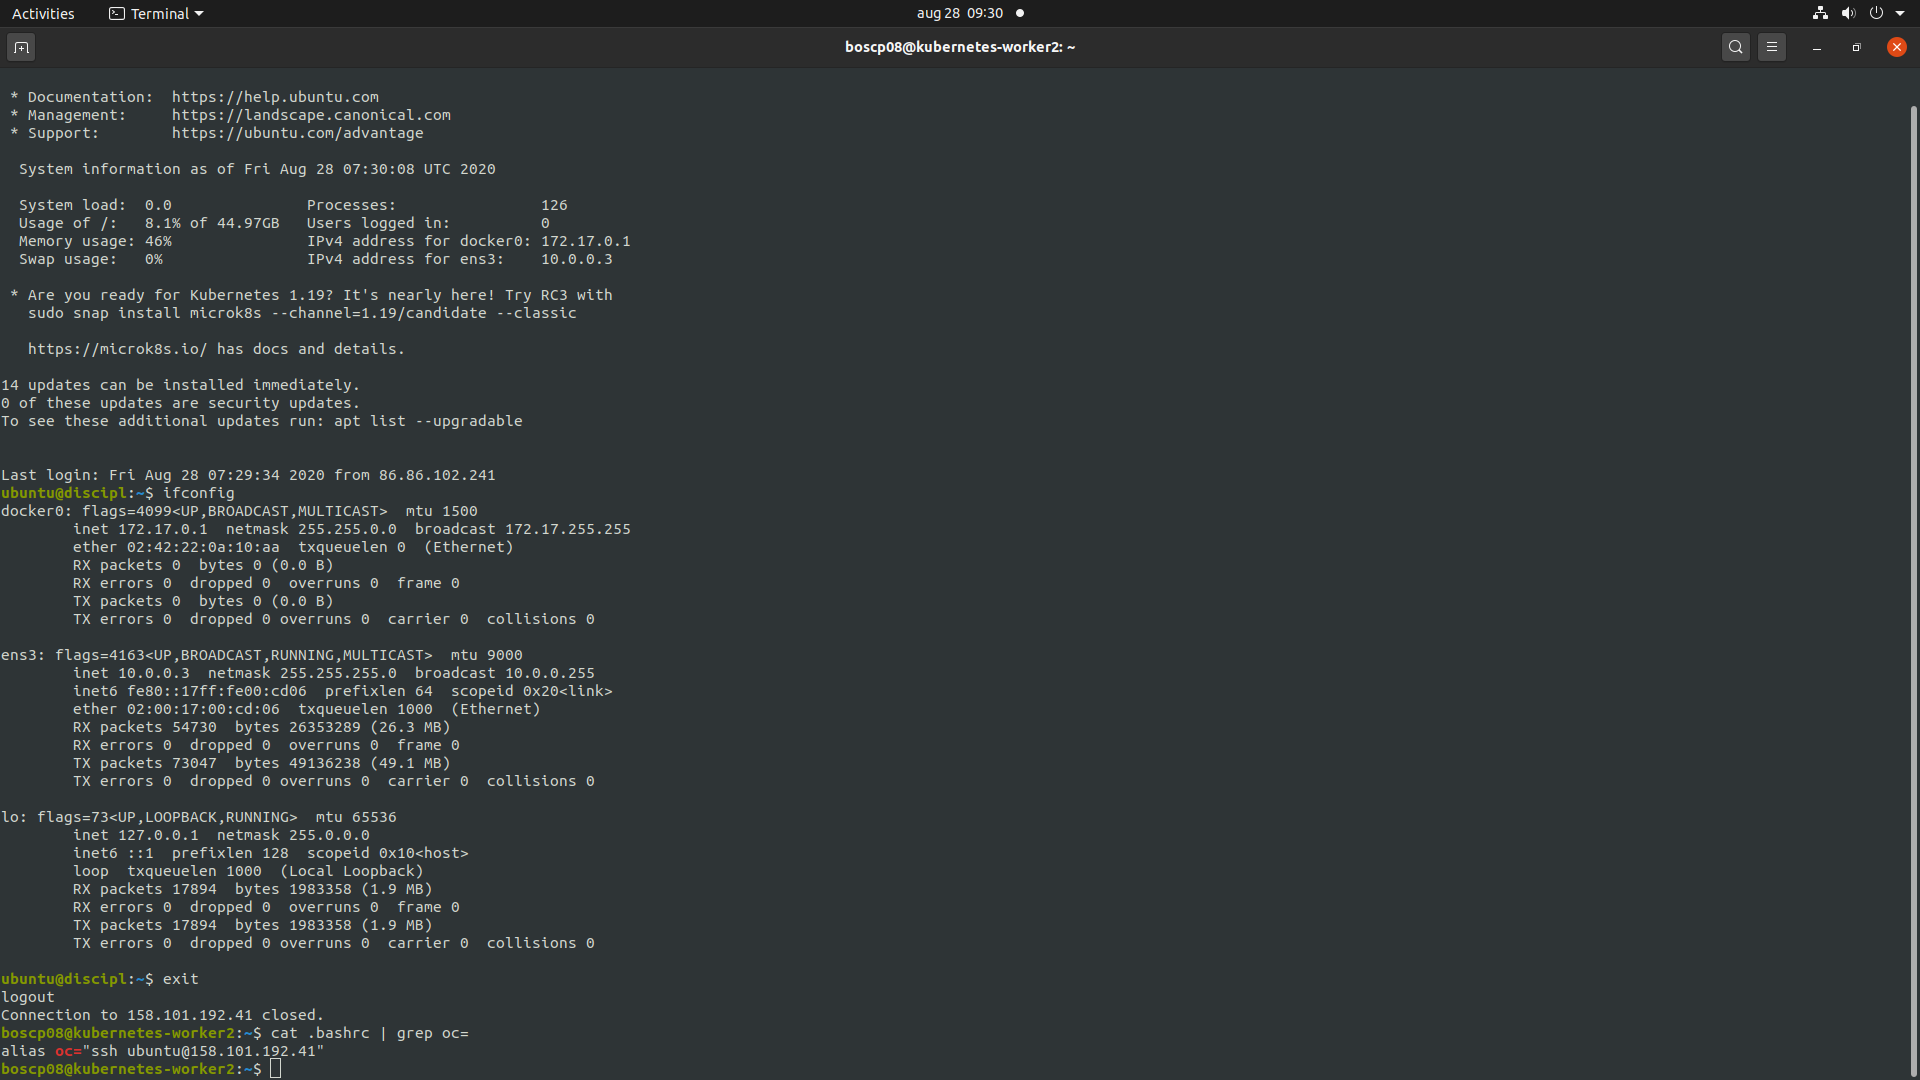 Activities Terminal aug 28 09:30
boscp08@kubernetes-worker2: ~
* Documentation: https://help.ubuntu.com
* Management: https://landscape.canonical.com
* Support: https://ubuntu.com/advantage
System information as of Fri Aug 28 07:30:08 UTC 2020
System load: 0.0 Processes: 126
Usage of /: 8.1% of 44.97GB Users logged in: 0
Memory usage: 46% IPv4 address for docker0: 172.17.0.1
Swap usage: 0% IPv4 address for ens3: 10.0.0.3
* Are you ready for Kubernetes 1.19? It's nearly here! Try RC3 with
sudo snap install microk8s --channel=1.19/candidate --classic
https://microk8s.io/ has docs and details.
14 updates can be installed immediately.
0 of these updates are security updates.
To see these additional updates run: apt list --upgradable
Last login: Fri Aug 28 07:29:34 2020 from 86.86.102.241
ubuntu@discipl:~$ ifconfig
docker0: flags=4099<UP,BROADCAST,MULTICAST> mtu 1500
inet 172.17.0.1 netmask 255.255.0.0 broadcast 172.17.255.255
ether 02:42:22:0a:10:aa txqueuelen 0 (Ethernet)
RX packets 0 bytes 0 (0.0 B)
RX errors 0 dropped 0 overruns 0 frame 0
TX packets 0 bytes 0 (0.0 B)
TX errors 0 dropped 0 overruns 0 carrier 0 collisions 0
ens3: flags=4163<UP,BROADCAST,RUNNING,MULTICAST> mtu 9000
inet 10.0.0.3 netmask 255.255.255.0 broadcast 10.0.0.255
inet6 fe80::17ff:fe00:cd06 prefixlen 64 scopeid 0x20<link>
ether 02:00:17:00:cd:06 txqueuelen 1000 (Ethernet)
RX packets 54730 bytes 26353289 (26.3 MB)
RX errors 0 dropped 0 overruns 0 frame 0
TX packets 73047 bytes 49136238 (49.1 MB)
TX errors 0 dropped 0 overruns 0 carrier 0 collisions 0
lo: flags=73<UP,LOOPBACK,RUNNING> mtu 65536
inet 127.0.0.1 netmask 255.0.0.0
inet6 ::1 prefixlen 128 scopeid 0x10<host>
loop txqueuelen 1000 (Local Loopback)
RX packets 17894 bytes 1983358 (1.9 MB)
RX errors 0 dropped 0 overruns 0 frame 0
TX packets 17894 bytes 1983358 (1.9 MB)
TX errors 0 dropped 0 overruns 0 carrier 0 collisions 0
ubuntu@discipl:~$ exit
logout
Connection to 158.101.192.41 closed.
boscp08@kubernetes-worker2:~$ cat .bashrc | grep oc=
alias oc="ssh ubuntu@158.101.192.41"
boscp08@kubernetes-worker2:~$